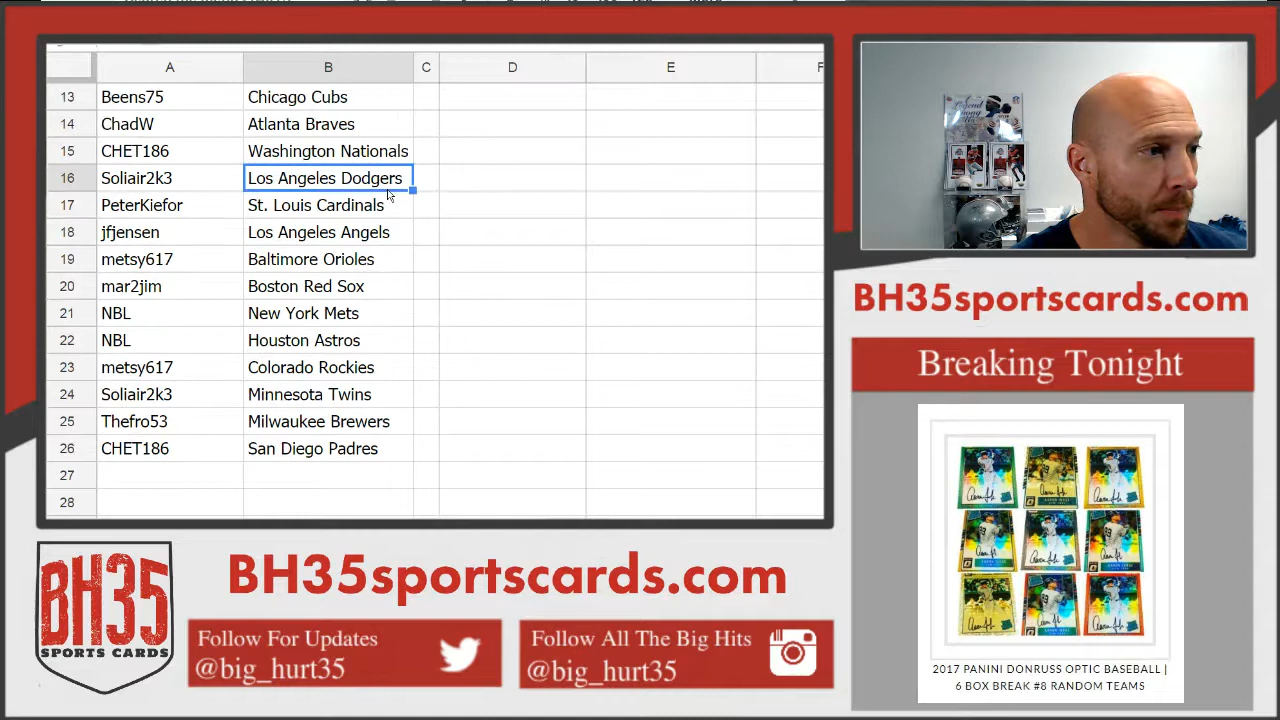 A B C D E F
13 Beens75 Chicago Cubs
14 ChadW Atlanta Braves
15 CHET186 Washington Nationals
16 Soliair2k3 Los Angeles Dodgers
17 PeterKiefor St. Louis Cardinals
18 jfjensen Los Angeles Angels
19 metsy617 Baltimore Orioles
20 mar2jim Boston Red Sox
21 NBL New York Mets
22 NBL Houston Astros
23 metsy617 Colorado Rockies
24 Soliair2k3 Minnesota Twins
25 Thefro53 Milwaukee Brewers
26 CHET186 San Diego Padres
27
28
BH35sportscards.com
Breaking Tonight
2017 PANINI DONRUSS OPTIC BASEBALL |
6 BOX BREAK #8 RANDOM TEAMS
BH35
SPORTS CARDS
BH35sportscards.com
Follow For Updates
@big_hurt35
Follow All The Big Hits
@big_hurt35